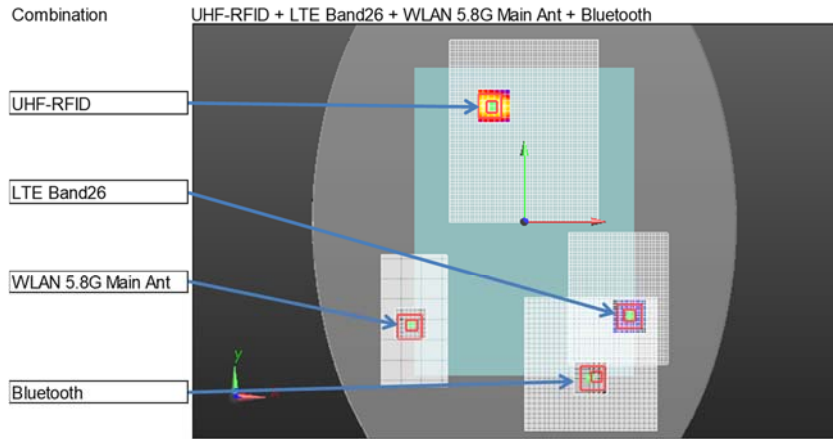 Combination UHF-RFID + LTE Band26 + WLAN 5.8G Main Ant + Bluetooth
UHF-RFID
LTE Band26
WLAN 5.8G Main Ant
Bluetooth
y
x